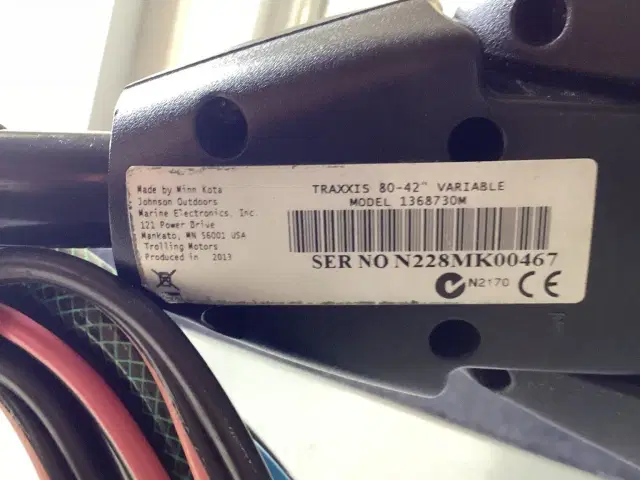 Made by Minn Kota
Johnson Outdoors
Marine Electronics, Inc.
121 Power Drive
Mankato, MN 56001 USA
Trolling Motors
Produced in 2013
TRAXXIS 80-42" VARIABLE
MODEL 1368730M
SER NO N228MK00467
N2170 CE